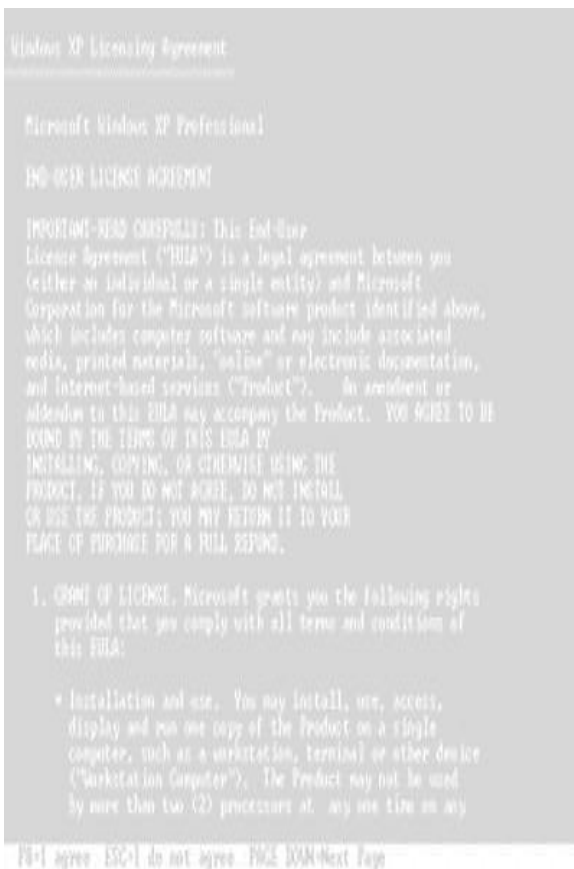 Windows XP Licensing Agreement
Microsoft Windows XP Professional
END-USER LICENSE AGREEMENT
IMPORTANT-READ CAREFULLY: This End-User
License Agreement ("EULA") is a legal agreement between you
(either an individual or a single entity) and Microsoft
Corporation for the Microsoft software product identified above,
which includes computer software and may include associated
media, printed materials, "online" or electronic documentation,
and Internet-based services ("Product"). An amendment or
addendum to this EULA may accompany the Product. YOU AGREE TO BE
BOUND BY THE TERMS OF THIS EULA BY
INSTALLING, COPYING, OR OTHERWISE USING THE
PRODUCT. IF YOU DO NOT AGREE, DO NOT INSTALL
OR USE THE PRODUCT; YOU MAY RETURN IT TO YOUR
PLACE OF PURCHASE FOR A FULL REFUND.
1. GRANT OF LICENSE. Microsoft grants you the following rights
provided that you comply with all terms and conditions of
this EULA:
* Installation and use. You may install, use, access,
display and run one copy of the Product on a single
computer, such as a workstation, terminal or other device
("Workstation Computer"). The Product may not be used
by more than two (2) processors at any one time on any
F8=I agree ESC=I do not agree PAGE DOWN=Next Page